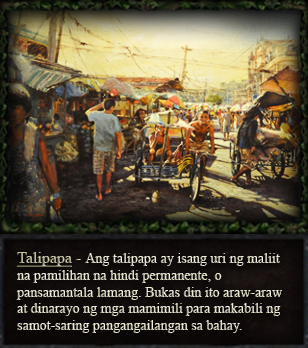 Talipapa - Ang talipapa ay isang uri ng maliit
na pamilihan na hindi permanente, o
pansamantala lamang. Bukas din ito araw-araw
at dinarayo ng mga mamimili para makabili ng
samot-saring pangangailangan sa bahay.